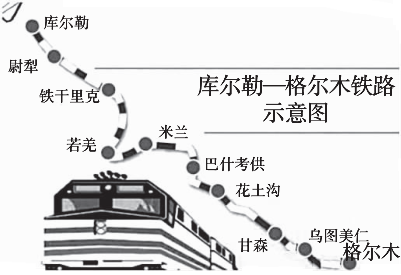 库尔勒
尉犁
铁干里克
库尔勒—格尔木铁路
示意图
若羌
米兰
巴什考供
花土沟
甘森
乌图美仁
格尔木